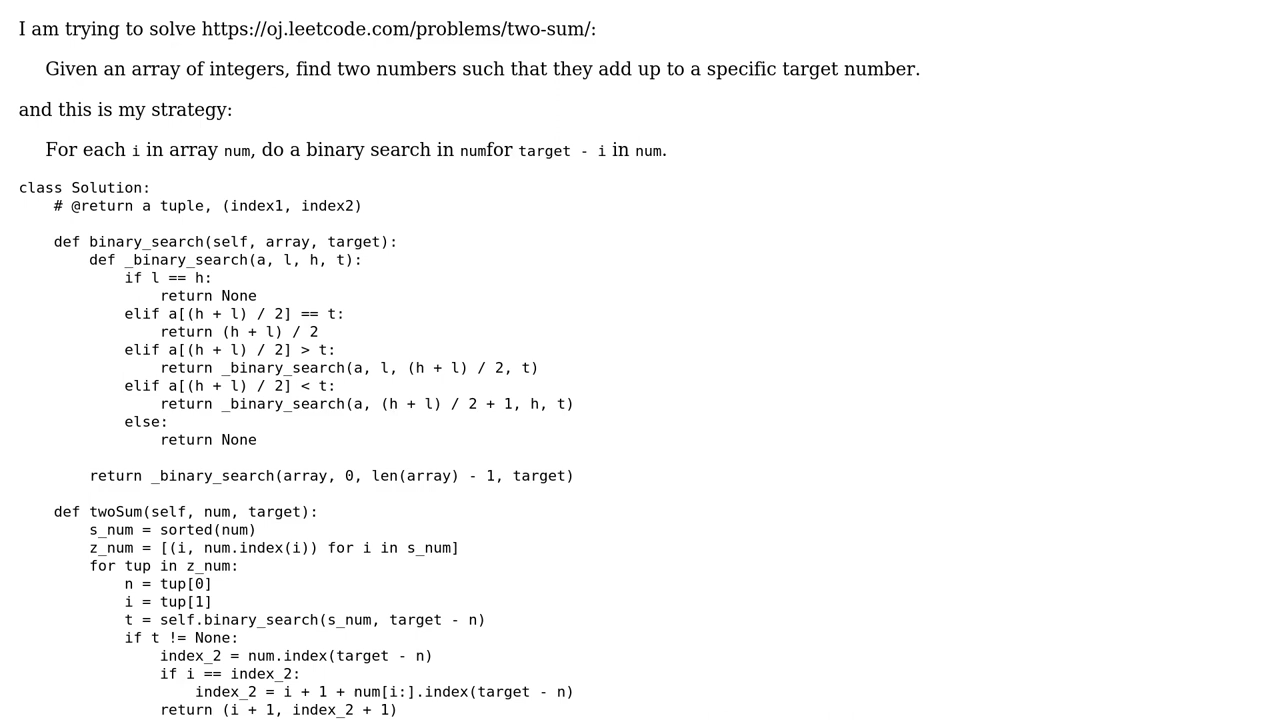 I am trying to solve https://oj.leetcode.com/problems/two-sum/:
Given an array of integers, find two numbers such that they add up to a specific target number.
and this is my strategy:
For each i in array num, do a binary search in numfor target - i in num.
class Solution:
    # @return a tuple, (index1, index2)

    def binary_search(self, array, target):
        def _binary_search(a, l, h, t):
            if l == h:
                return None
            elif a[(h + l) / 2] == t:
                return (h + l) / 2
            elif a[(h + l) / 2] > t:
                return _binary_search(a, l, (h + l) / 2, t)
            elif a[(h + l) / 2] < t:
                return _binary_search(a, (h + l) / 2 + 1, h, t)
            else:
                return None

        return _binary_search(array, 0, len(array) - 1, target)

    def twoSum(self, num, target):
        s_num = sorted(num)
        z_num = [(i, num.index(i)) for i in s_num]
        for tup in z_num:
            n = tup[0]
            i = tup[1]
            t = self.binary_search(s_num, target - n)
            if t != None:
                index_2 = num.index(target - n)
                if i == index_2:
                    index_2 = i + 1 + num[i:].index(target - n)
                return (i + 1, index_2 + 1)